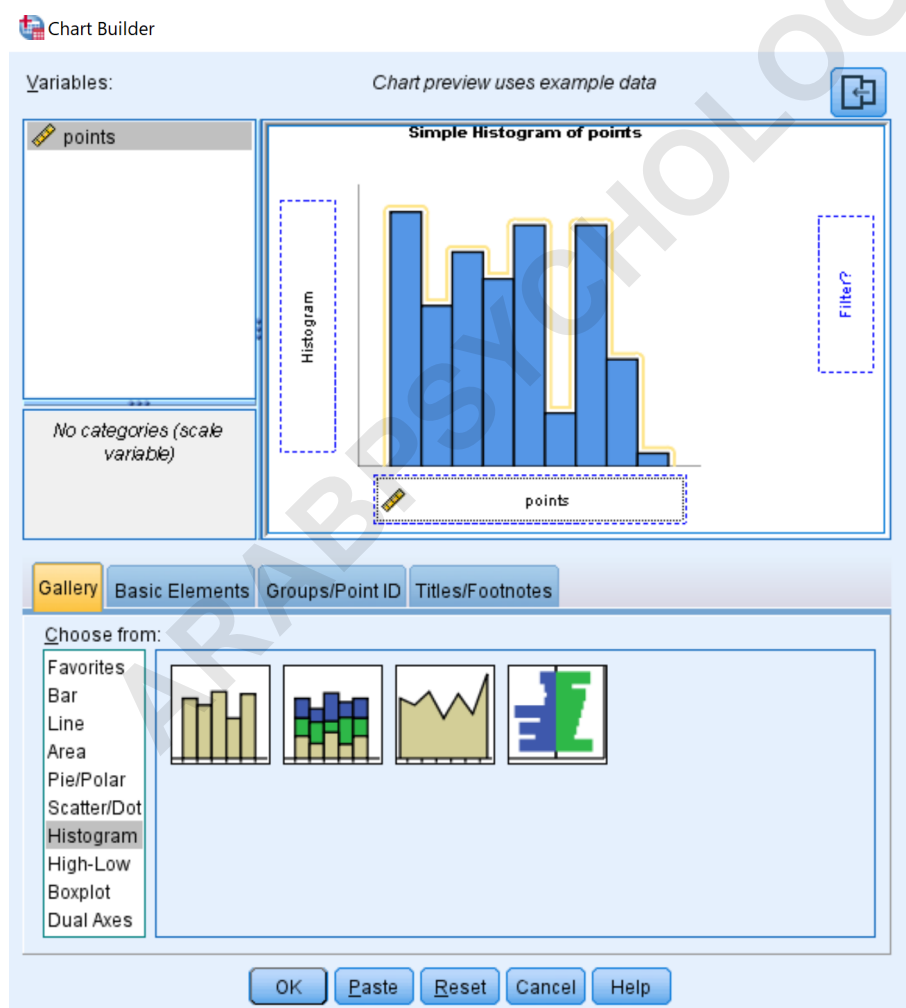 Chart Builder
Variables:
Chart preview uses example data
points
Simple Histogram of points
Histogram
Filter?
points
No categories (scale
variable)
Gallery
Basic Elements
Groups/Point ID
Titles/Footnotes
Choose from:
Favorites
Bar
Line
Area
Pie/Polar
Scatter/Dot
Histogram
High-Low
Boxplot
Dual Axes
OK
Paste
Reset
Cancel
Help
ARABPSYCHOLOG